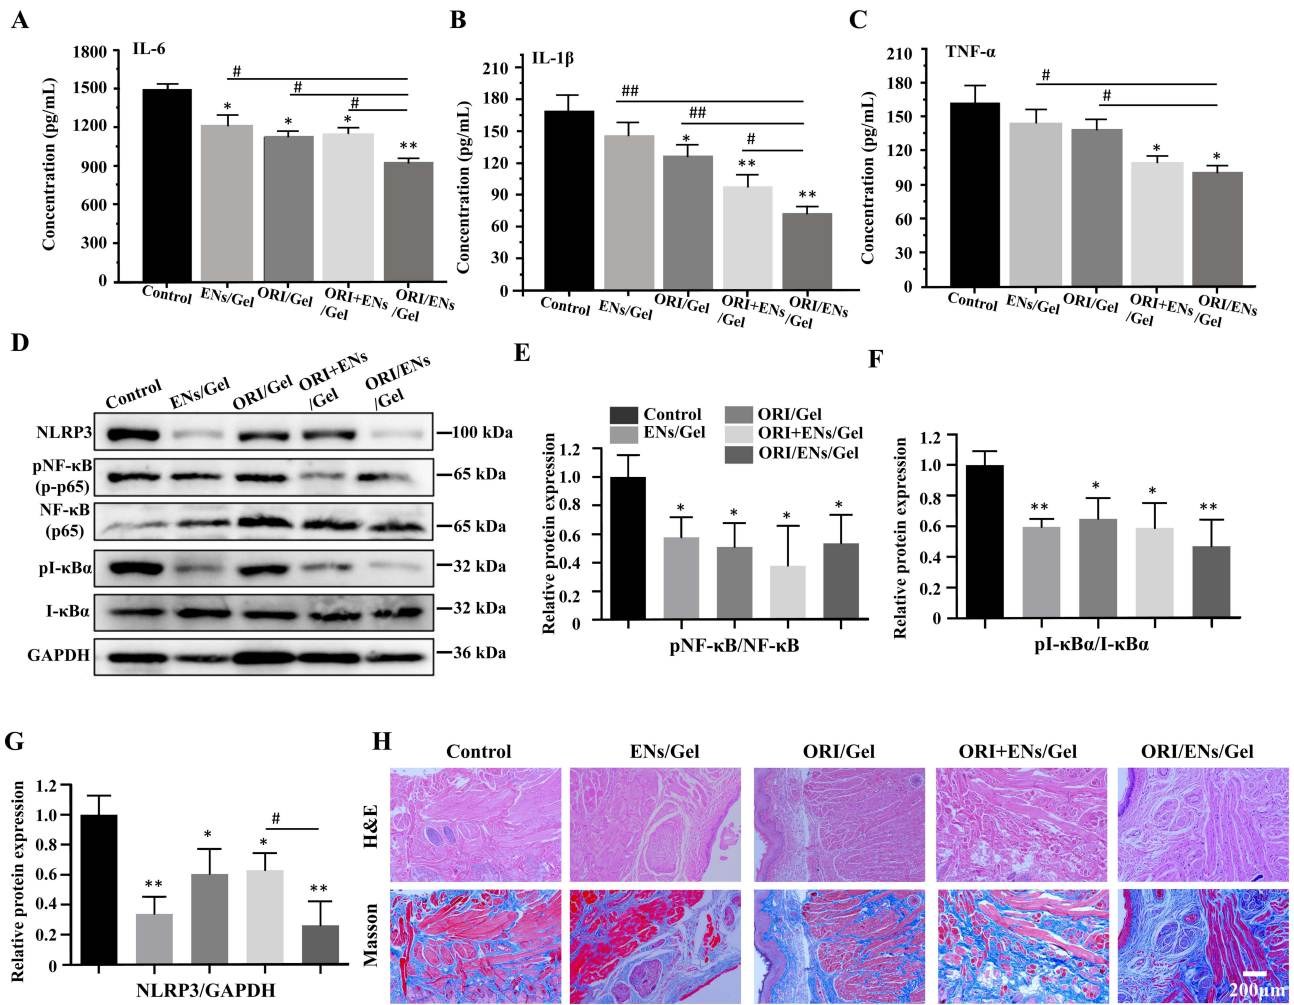 A
IL-6
Concentration (pg/mL)
1800
1500
1200
900
600
300
0
#
#
#
*
*
*
**
Control
ENs/Gel
ORI/Gel
ORI+ENs
/Gel
ORI/ENs
/Gel
B
IL-1β
Concentration (pg/mL)
210
180
150
120
90
60
30
0
##
##
#
*
**
**
Control
ENs/Gel
ORI/Gel
ORI+ENs
/Gel
ORI/ENs
/Gel
C
TNF-α
Concentration (pg/mL)
210
180
150
120
90
60
30
0
#
#
*
*
Control
ENs/Gel
ORI/Gel
ORI+ENs
/Gel
ORI/ENs
/Gel
D
Control
ENs/Gel
ORI/Gel
ORI+ENs
/Gel
ORI/ENs
/Gel
NLRP3
100 kDa
pNF-κB
(p-p65)
65 kDa
NF-κB
(p65)
65 kDa
pI-κBα
32 kDa
I-κBα
32 kDa
GAPDH
36 kDa
E
Control
ENs/Gel
ORI/Gel
ORI+ENs/Gel
ORI/ENs/Gel
Relative protein expression
1.2
1.0
0.8
0.6
0.4
0.2
0
*
*
*
*
pNF-κB/NF-κB
F
Relative protein expression
1.2
1.0
0.8
0.6
0.4
0.2
0
**
*
*
**
pI-κBα/I-κBα
G
Relative protein expression
1.2
1.0
0.8
0.6
0.4
0.2
0
**
*
*
#
**
NLRP3/GAPDH
H
Control
ENs/Gel
ORI/Gel
ORI+ENs/Gel
ORI/ENs/Gel
H&E
Masson
200μm